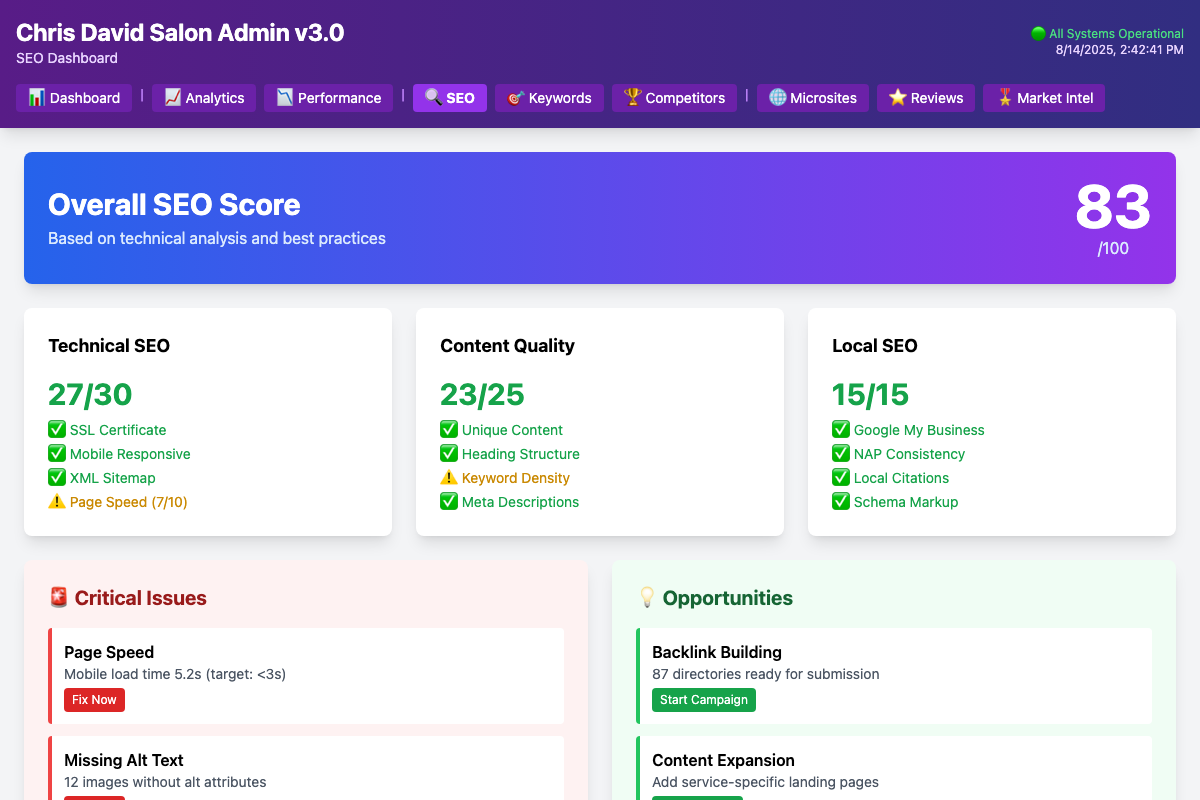 Chris David Salon Admin v3.0
SEO Dashboard
All Systems Operational
8/14/2025, 2:42:41 PM
Dashboard | Analytics Performance | SEO Keywords Competitors | Microsites Reviews Market Intel
Overall SEO Score
Based on technical analysis and best practices
83
/100
Technical SEO
27/30
SSL Certificate
Mobile Responsive
XML Sitemap
Page Speed (7/10)
Content Quality
23/25
Unique Content
Heading Structure
Keyword Density
Meta Descriptions
Local SEO
15/15
Google My Business
NAP Consistency
Local Citations
Schema Markup
Critical Issues
Page Speed
Mobile load time 5.2s (target: <3s)
Fix Now
Missing Alt Text
12 images without alt attributes
Opportunities
Backlink Building
87 directories ready for submission
Start Campaign
Content Expansion
Add service-specific landing pages